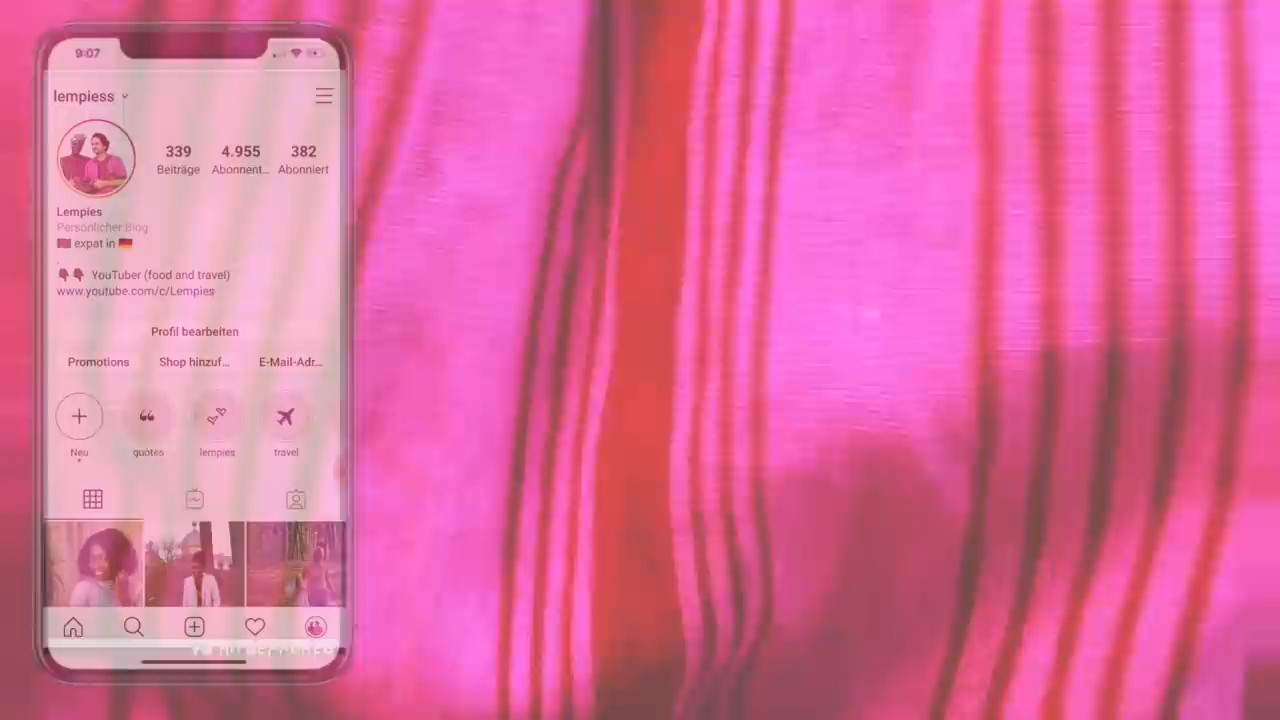 9:07
lempiess
339 4.955 382
Beiträge Abonnent... Abonniert
Lempies
Persönlicher Blog
expat in
YouTuber (food and travel)
www.youtube.com/c/Lempies
Profil bearbeiten
Promotions Shop hinzuf... E-Mail-Adr...
Neu quotes lempies travel